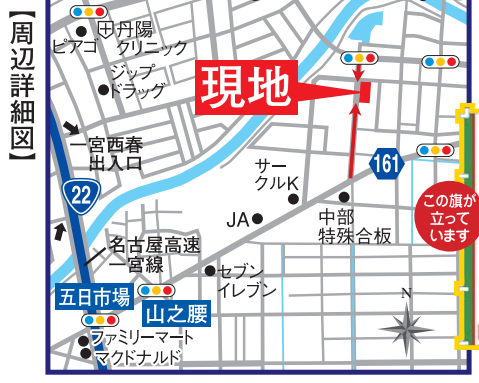 【周辺詳細図】
ピアゴ
丹陽
クリニック
ジップ
ドラッグ
現地
一宮西春
出入口
サー
クルK
161
22
この旗が
立って
います
JA
中部
特殊合板
名古屋高速
一宮線
セブン
イレブン
五日市場
山之腰
N
ファミリーマート
マクドナルド